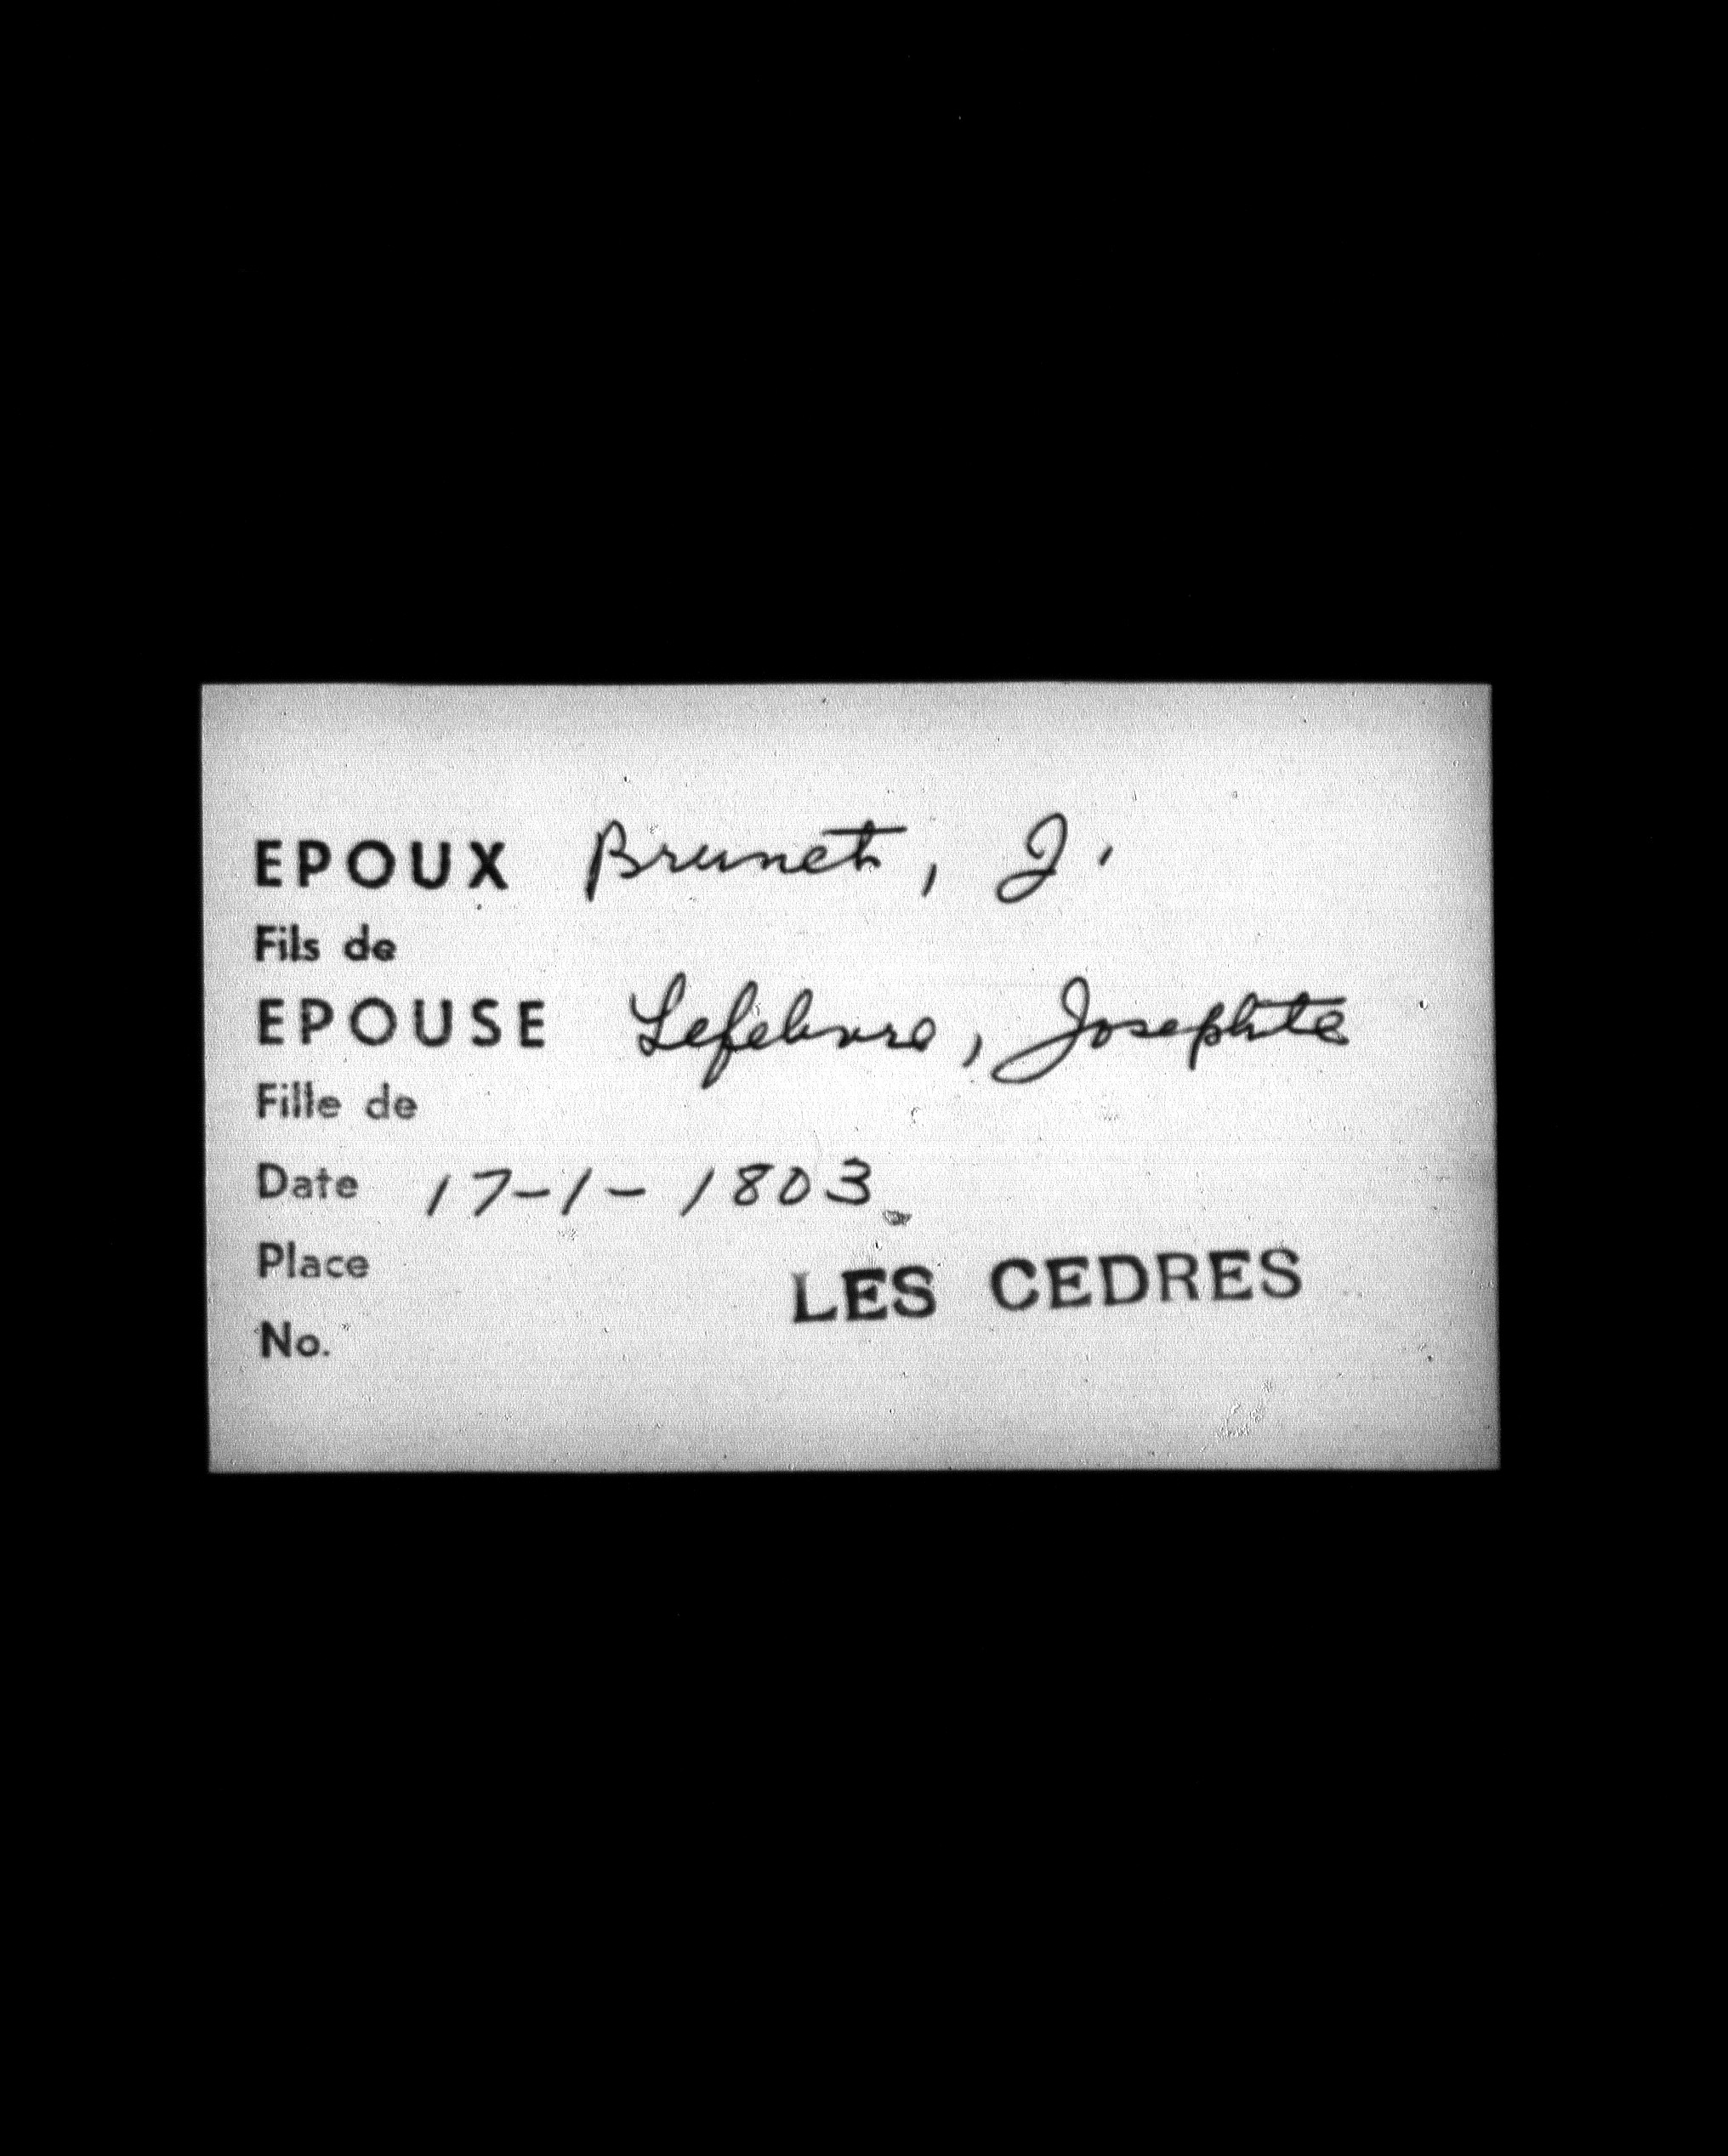 EPOUX Brunet, J.
Fils de
EPOUSE Lefebvre, Josephte
Fille de
Date 17-1-1803
Place LES CEDRES
No.